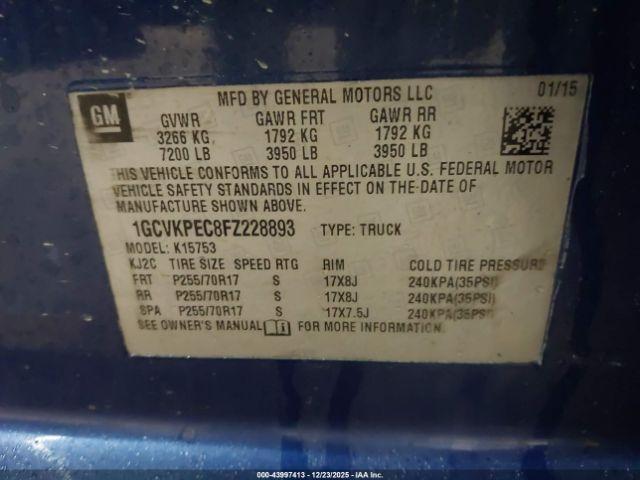 GM
MFD BY GENERAL MOTORS LLC 01/15
GVWR GAWR FRT GAWR RR
3266 KG 1792 KG 1792 KG
7200 LB 3950 LB 3950 LB
THIS VEHICLE CONFORMS TO ALL APPLICABLE U.S. FEDERAL MOTOR
VEHICLE SAFETY STANDARDS IN EFFECT ON THE DATE OF
MANUFACTURE SHOWN ABOVE.
1GCVKPEC8FZ228893 TYPE: TRUCK
MODEL: K15753
KJ2C TIRE SIZE SPEED RTG RIM COLD TIRE PRESSURE
FRT P255/70R17 S 17X8J 240KPA(35PSI)
RR P255/70R17 S 17X8J 240KPA(35PSI)
SPA P255/70R17 S 17X7.5J 240KPA(35PSI)
SEE OWNER'S MANUAL FOR MORE INFORMATION.
000-43997413 - 12/23/2025 - IAAI.COM